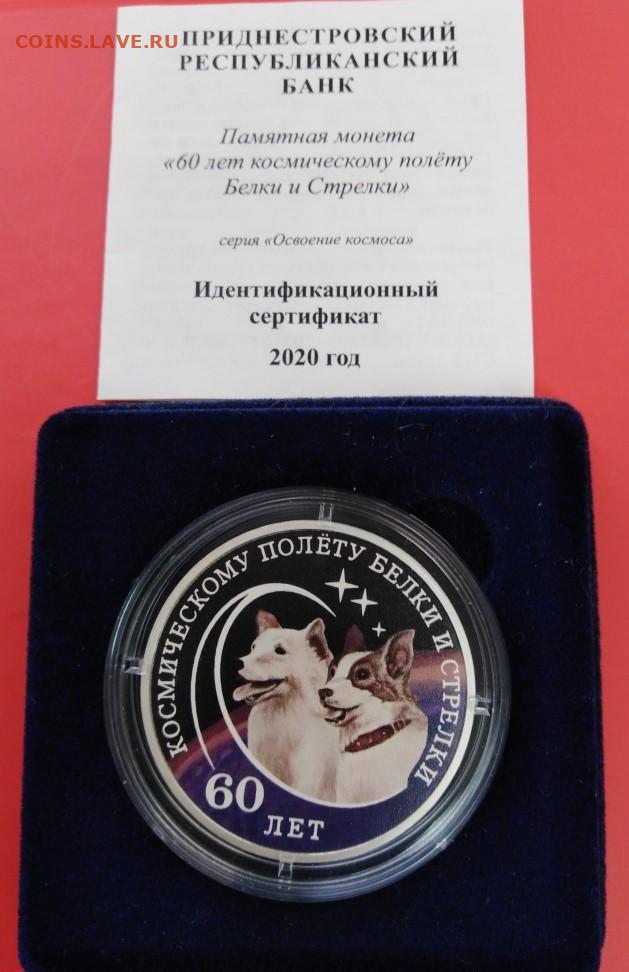 COINS.LAVE.RU
ПРИДНЕСТРОВСКИЙ
РЕСПУБЛИКАНСКИЙ
БАНК
Памятная монета
«60 лет космическому полёту
Белки и Стрелки»
серия «Освоение космоса»
Идентификационный
сертификат
2020 год
КОСМИЧЕСКОМУ ПОЛЁТУ БЕЛКИ И СТРЕЛКИ
60
ЛЕТ